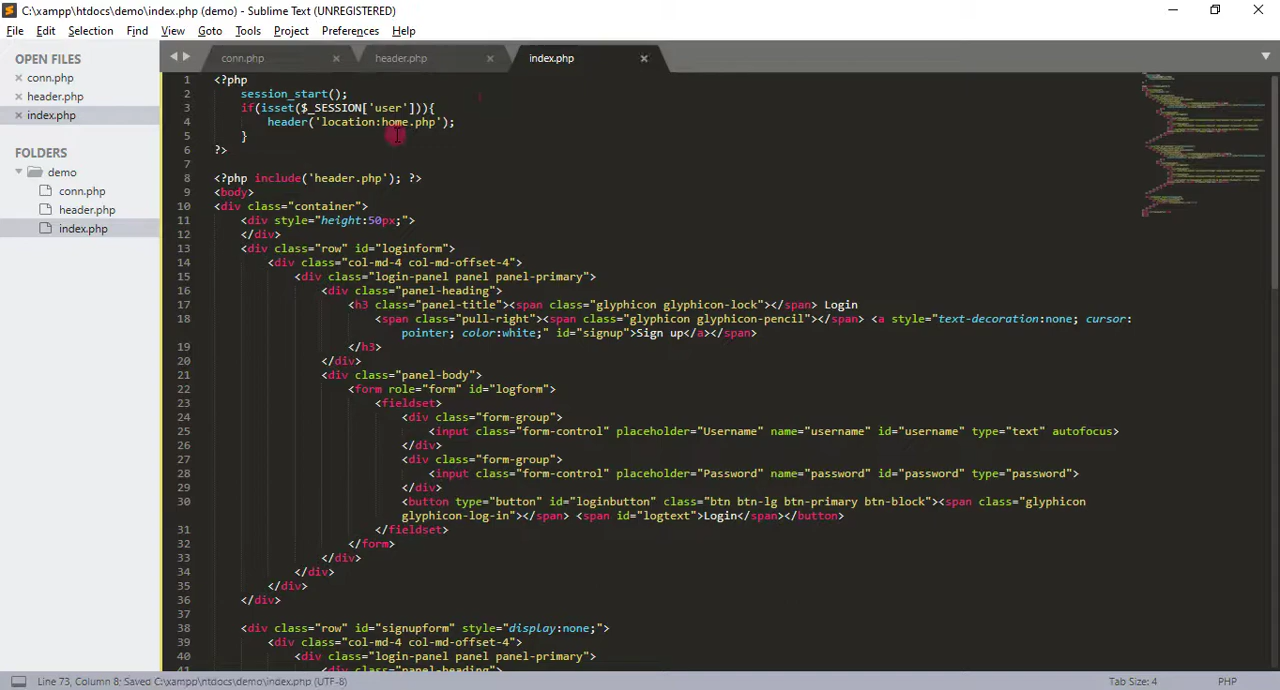 C:\xampp\htdocs\demo\index.php (demo) - Sublime Text (UNREGISTERED)
File Edit Selection Find View Goto Tools Project Preferences Help
OPEN FILES
× conn.php
× header.php
× index.php
FOLDERS
demo
conn.php
header.php
index.php
conn.php × header.php × index.php ×
1 <?php
2 session_start();
3 if(isset($_SESSION['user'])){
4 header('location:home.php');
5 }
6 ?>
7
8 <?php include('header.php'); ?>
9 <body>
10 <div class="container">
11 <div style="height:50px;">
12 </div>
13 <div class="row" id="loginform">
14 <div class="col-md-4 col-md-offset-4">
15 <div class="login-panel panel panel-primary">
16 <div class="panel-heading">
17 <h3 class="panel-title"><span class="glyphicon glyphicon-lock"></span> Login
18 <span class="pull-right"><span class="glyphicon glyphicon-pencil"></span> <a style="text-decoration:none; cursor:
pointer; color:white;" id="signup">Sign up</a></span>
19 </h3>
20 </div>
21 <div class="panel-body">
22 <form role="form" id="logform">
23 <fieldset>
24 <div class="form-group">
25 <input class="form-control" placeholder="Username" name="username" id="username" type="text" autofocus>
26 </div>
27 <div class="form-group">
28 <input class="form-control" placeholder="Password" name="password" id="password" type="password">
29 </div>
30 <button type="button" id="loginbutton" class="btn btn-lg btn-primary btn-block"><span class="glyphicon
glyphicon-log-in"></span> <span id="logtext">Login</span></button>
31 </fieldset>
32 </form>
33 </div>
34 </div>
35 </div>
36 </div>
37
38 <div class="row" id="signupform" style="display:none;">
39 <div class="col-md-4 col-md-offset-4">
40 <div class="login-panel panel panel-primary">
41 <div class="panel-heading">
Line 73, Column 8; Saved C:\xampp\htdocs\demo\index.php (UTF-8) Tab Size: 4 PHP